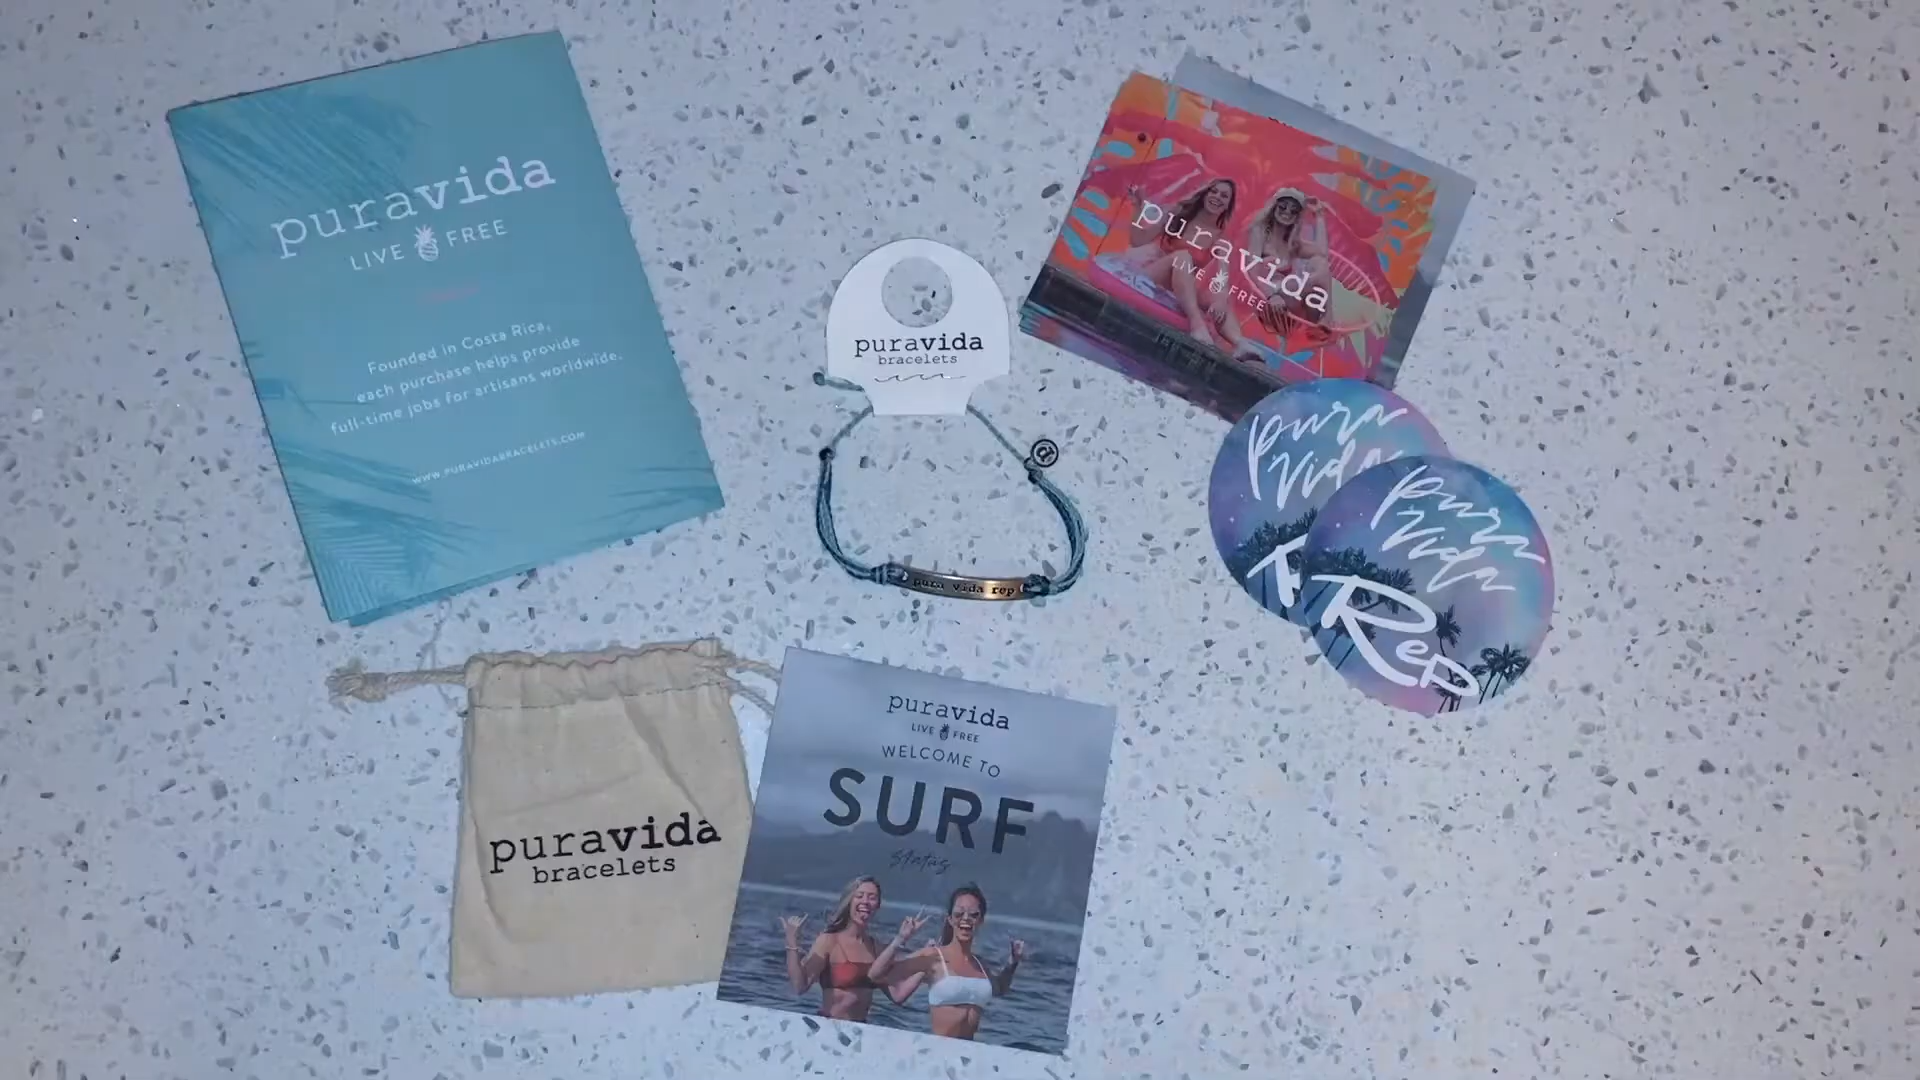 puravida
LIVE FREE
Founded in Costa Rica,
each purchase helps provide
full-time jobs for artisans worldwide.
WWW.PURAVIDABRACELETS.COM
puravida
bracelets
pura vida rep
puravida
LIVE FREE
pura
vida
pura
vida
Rep
puravida
bracelets
puravida
LIVE FREE
WELCOME TO
SURF
Status